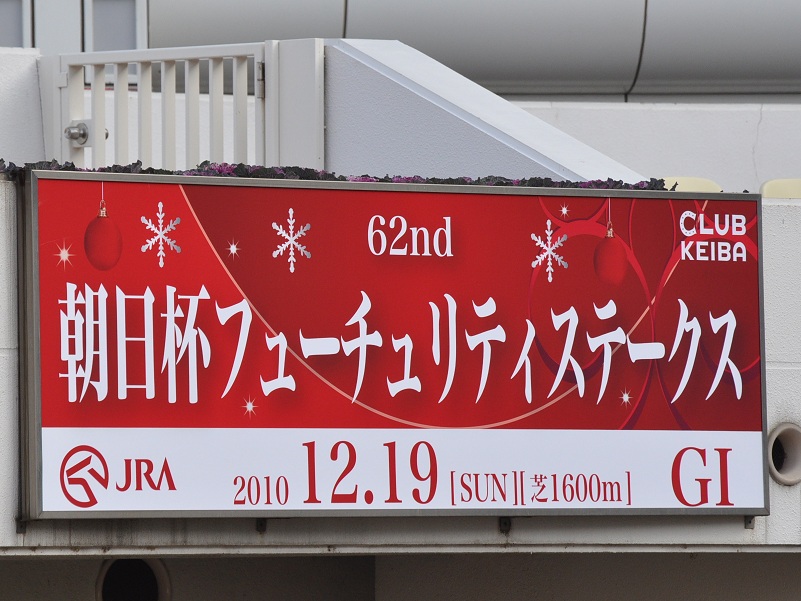 62nd
CLUB
KEIBA
朝日杯フューチュリティステークス
JRA 2010 12.19 [SUN][芝1600m] GI